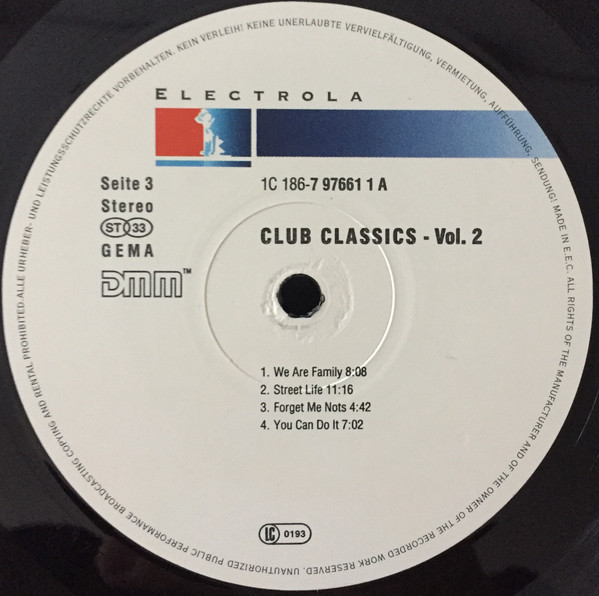 ELECTROLA
Seite 3
Stereo
ST 33
GEMA
DMM™
1C 186-7 97661 1 A
CLUB CLASSICS - Vol. 2
1. We Are Family 8:08
2. Street Life 11:16
3. Forget Me Nots 4:42
4. You Can Do It 7:02
LC 0193
ALLE URHEBER- UND LEISTUNGSSCHUTZRECHTE VORBEHALTEN. KEIN VERLEIH! KEINE UNERLAUBTE VERVIELFÄLTIGUNG, VERMIETUNG, AUFFÜHRUNG, SENDUNG! MADE IN E.E.C. ALL RIGHTS OF THE MANUFACTURER AND OF THE OWNER OF THE RECORDED WORK RESERVED. UNAUTHORIZED PUBLIC PERFORMANCE BROADCASTING COPYING AND RENTAL PROHIBITED.